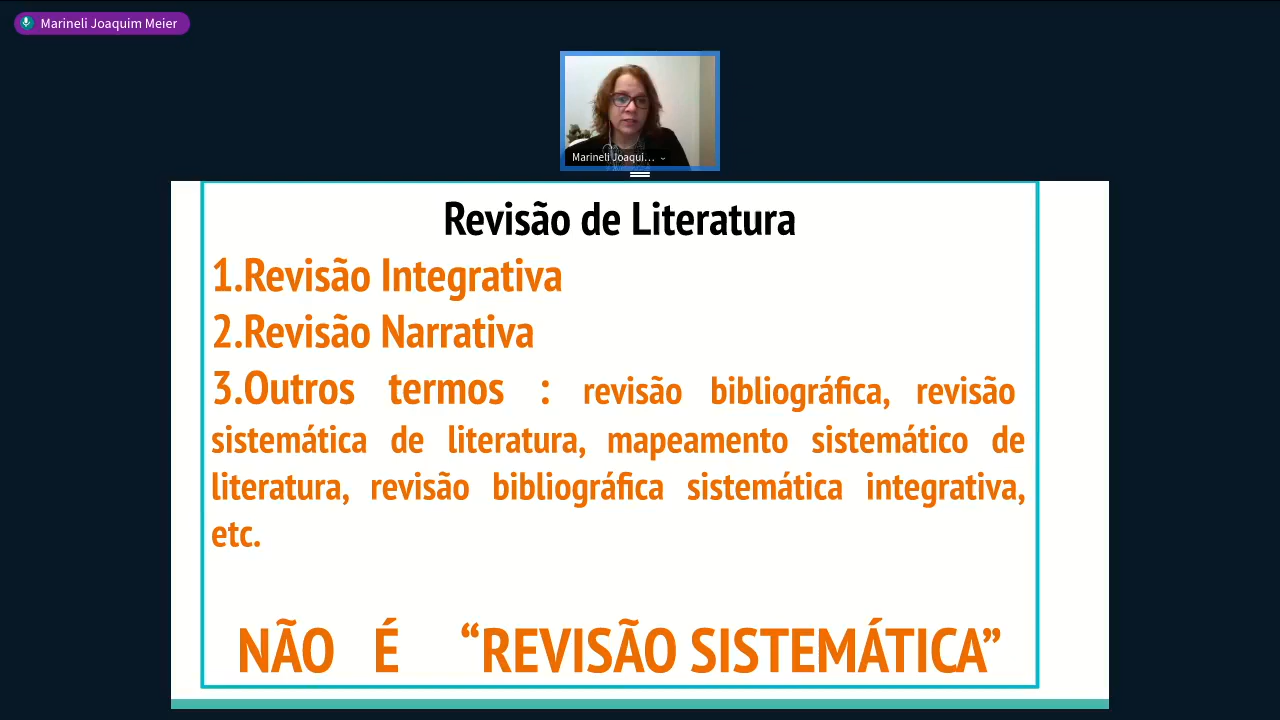 Marineli Joaquim Meier
Marineli Joaqui...
Revisão de Literatura
1.Revisão Integrativa
2.Revisão Narrativa
3.Outros termos : revisão bibliográfica, revisão
sistemática de literatura, mapeamento sistemático de
literatura, revisão bibliográfica sistemática integrativa,
etc.
NÃO É “REVISÃO SISTEMÁTICA”